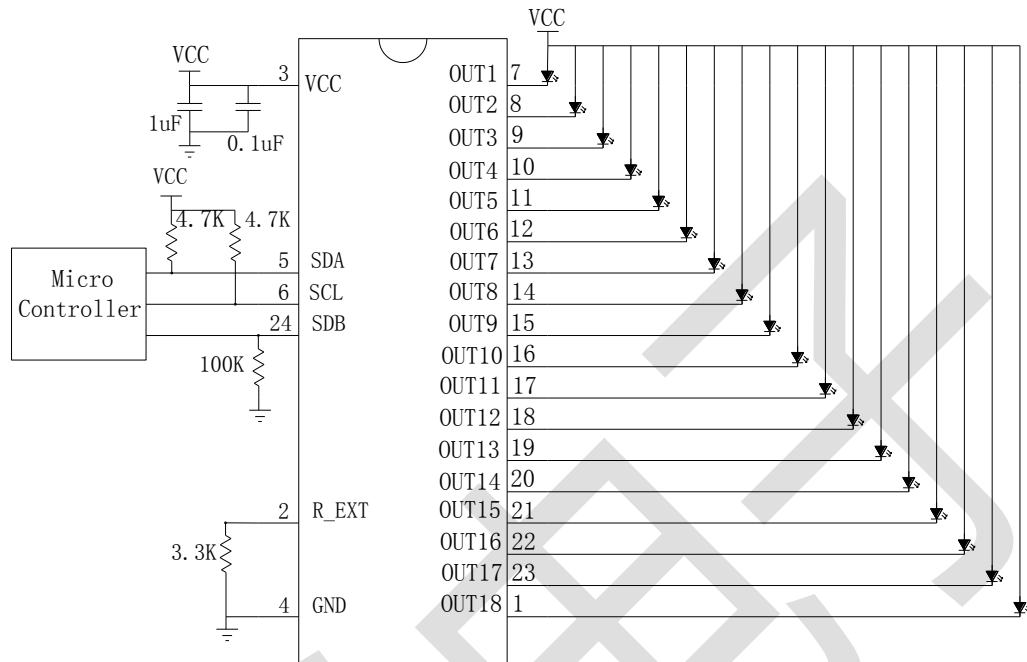 VCC
VCC
3
VCC
1uF
0.1uF
VCC
4.7K
4.7K
Micro
Controller
5
SDA
6
SCL
24
SDB
100K
2
R_EXT
3.3K
4
GND
OUT1
7
OUT2
8
OUT3
9
OUT4
10
OUT5
11
OUT6
12
OUT7
13
OUT8
14
OUT9
15
OUT10
16
OUT11
17
OUT12
18
OUT13
19
OUT14
20
OUT15
21
OUT16
22
OUT17
23
OUT18
1